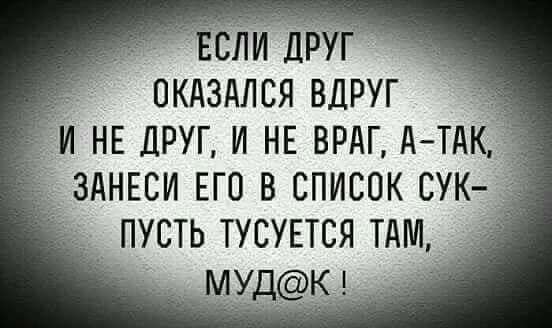 ЕСЛИ ДРУГ
ОКАЗАЛСЯ ВДРУГ
И НЕ ДРУГ, И НЕ ВРАГ, А-ТАК,
ЗАНЕСИ ЕГО В СПИСОК СУК-
ПУСТЬ ТУСУЕТСЯ ТАМ,
МУД@К !